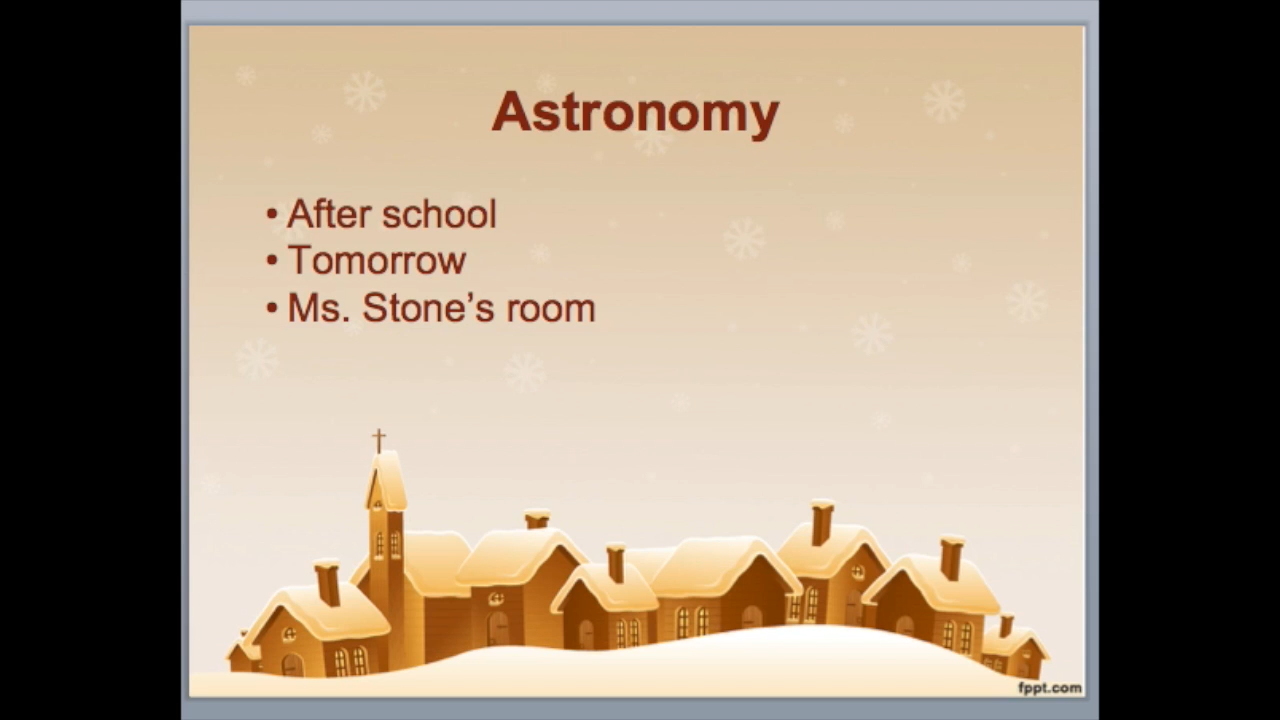 Astronomy
• After school
• Tomorrow
• Ms. Stone’s room
fppt.com